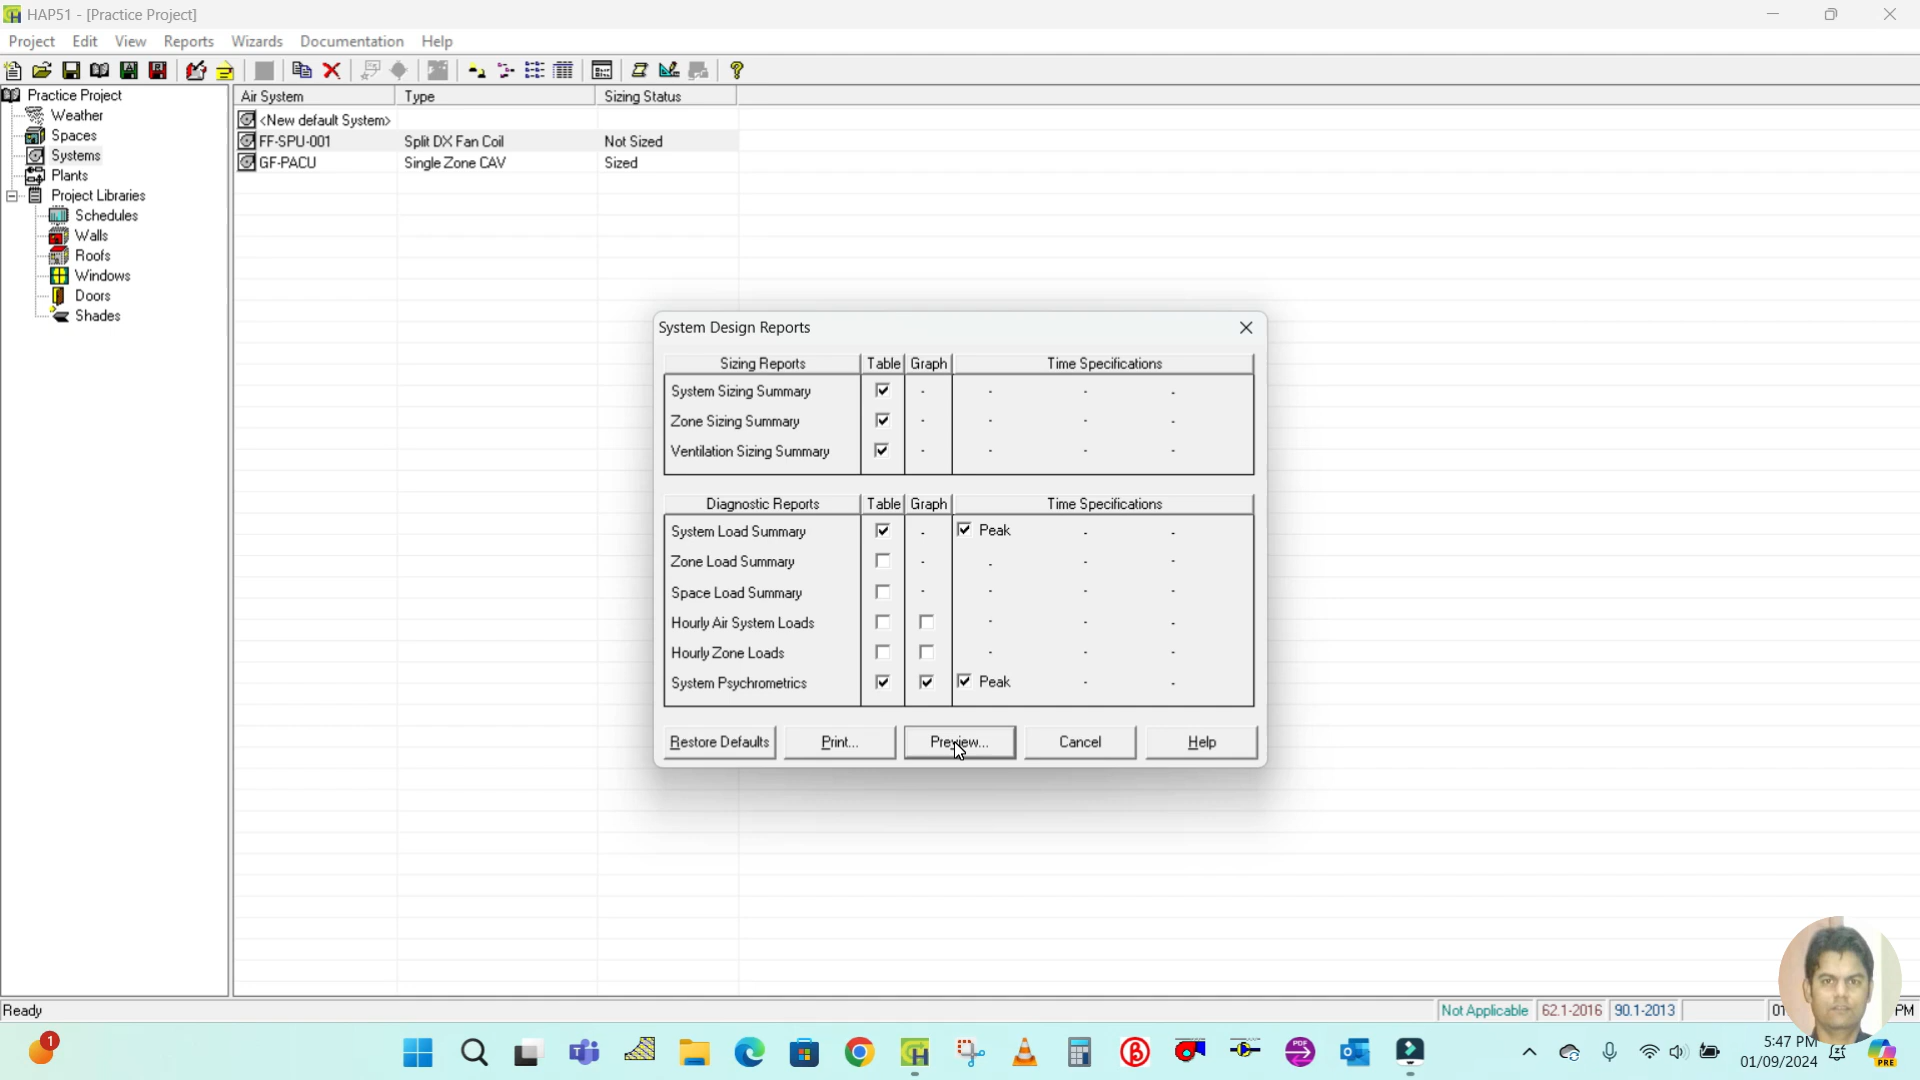 HAP51 - [Practice Project]
Project Edit View Reports Wizards Documentation Help
Practice Project
Weather
Spaces
Systems
Plants
Project Libraries
Schedules
Walls
Roofs
Windows
Doors
Shades
Air System Type Sizing Status
<New default System>
FF-SPU-001 Split DX Fan Coil Not Sized
GF-PACU Single Zone CAV Sized
System Design Reports
Sizing Reports Table Graph Time Specifications
System Sizing Summary
Zone Sizing Summary
Ventilation Sizing Summary
Diagnostic Reports Table Graph Time Specifications
System Load Summary Peak
Zone Load Summary
Space Load Summary
Hourly Air System Loads
Hourly Zone Loads
System Psychrometrics Peak
Restore Defaults Print... Preview... Cancel Help
Ready Not Applicable 62.1-2016 90.1-2013 PM
1 PDF 5:47 PM PRE
01/09/2024